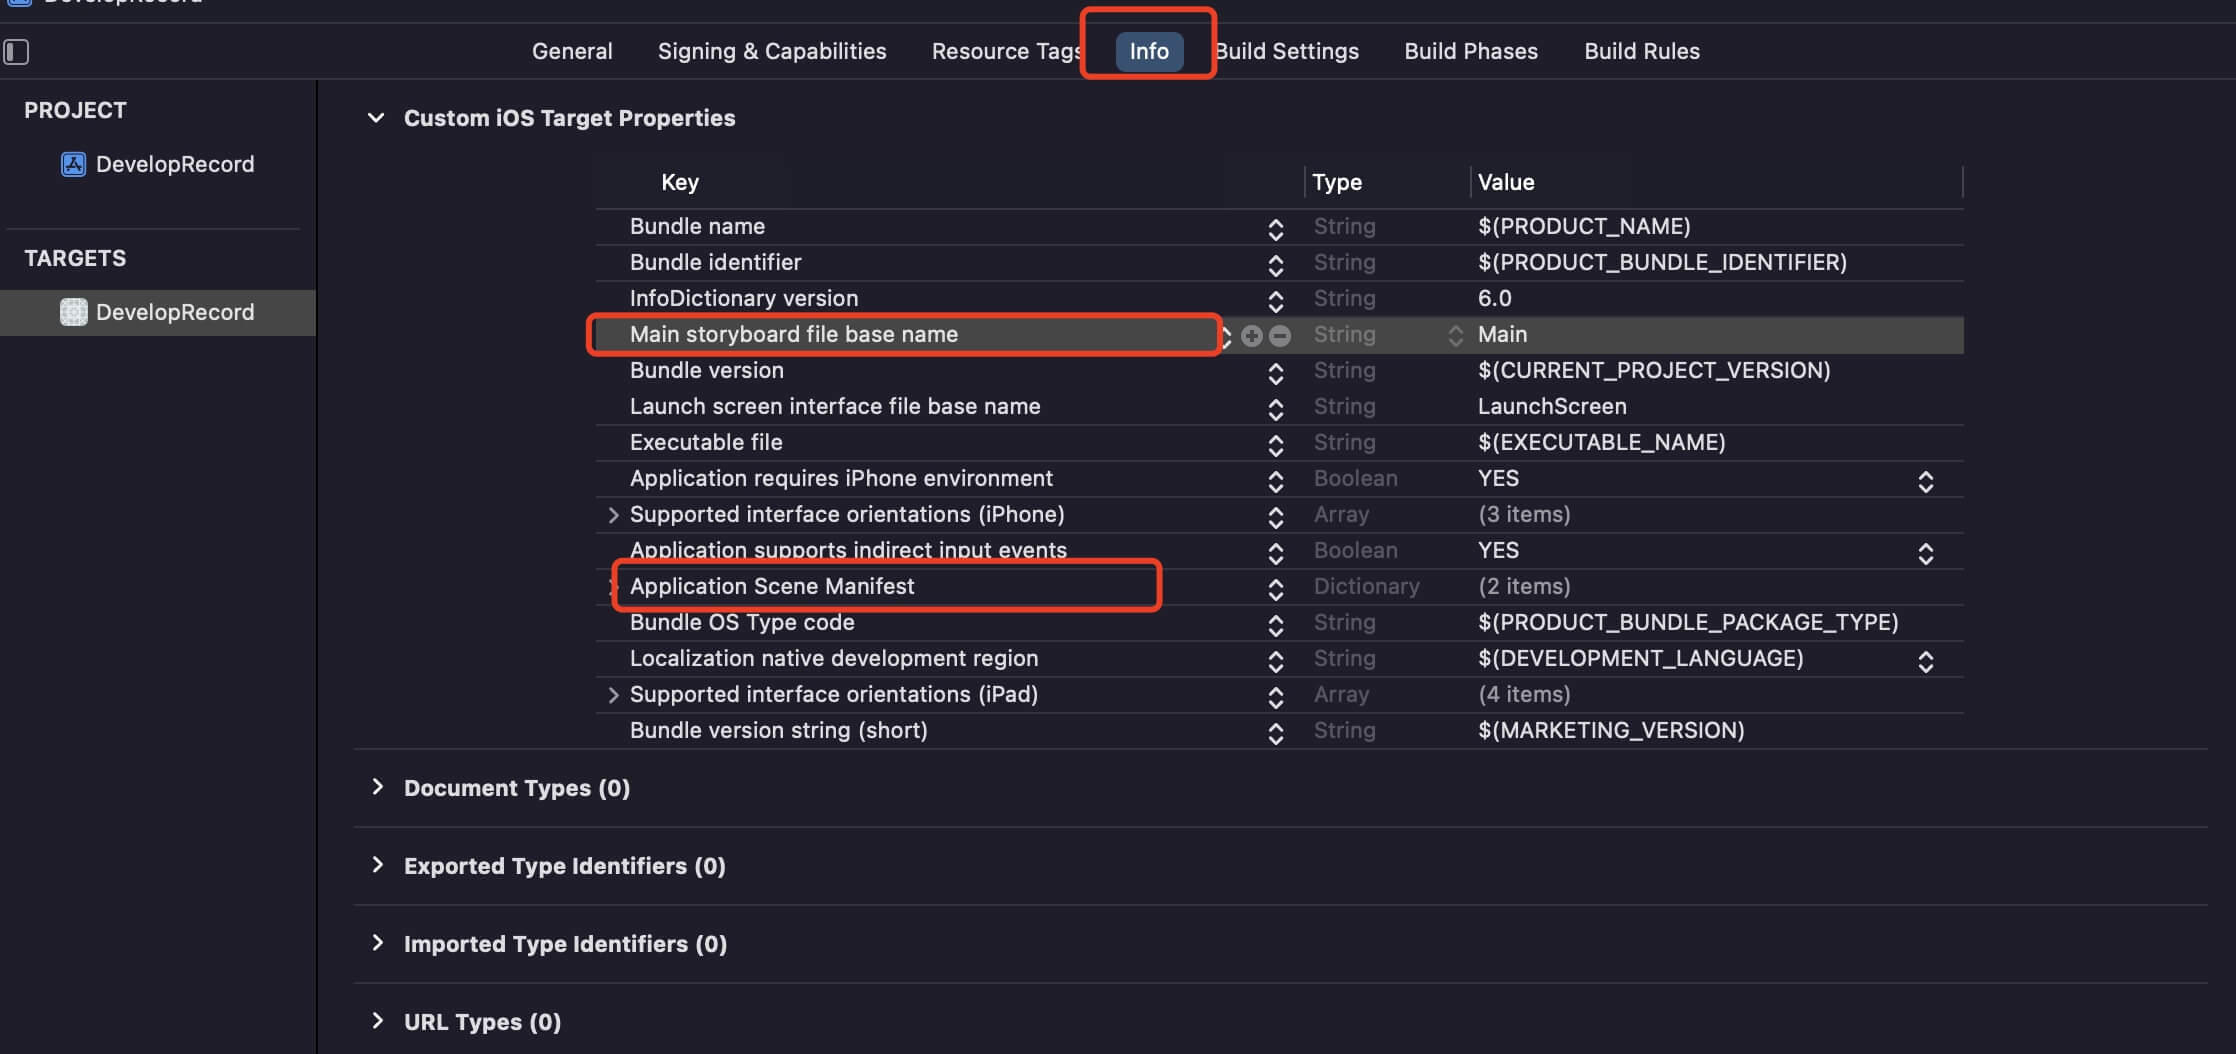 DevelopRecord
General Signing & Capabilities Resource Tags Info Build Settings Build Phases Build Rules
PROJECT
DevelopRecord
TARGETS
DevelopRecord
Custom iOS Target Properties
Key Type Value
Bundle name String $(PRODUCT_NAME)
Bundle identifier String $(PRODUCT_BUNDLE_IDENTIFIER)
InfoDictionary version String 6.0
Main storyboard file base name String Main
Bundle version String $(CURRENT_PROJECT_VERSION)
Launch screen interface file base name String LaunchScreen
Executable file String $(EXECUTABLE_NAME)
Application requires iPhone environment Boolean YES
Supported interface orientations (iPhone) Array (3 items)
Application supports indirect input events Boolean YES
Application Scene Manifest Dictionary (2 items)
Bundle OS Type code String $(PRODUCT_BUNDLE_PACKAGE_TYPE)
Localization native development region String $(DEVELOPMENT_LANGUAGE)
Supported interface orientations (iPad) Array (4 items)
Bundle version string (short) String $(MARKETING_VERSION)
Document Types (0)
Exported Type Identifiers (0)
Imported Type Identifiers (0)
URL Types (0)